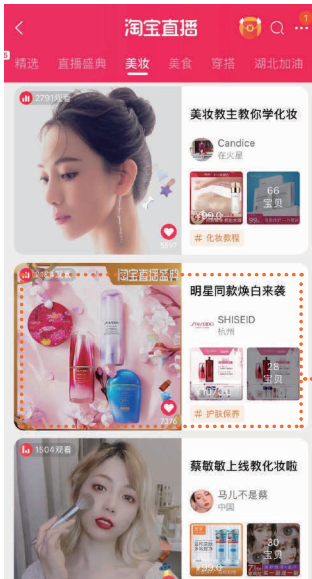 淘宝直播
1
精选 直播盛典 美妆 美食 穿搭 湖北加油
2791观看
美妆教主教你学化妆
Candice
在火星
66
宝贝
# 化妆教程
5597
淘宝直播盛典
明星同款焕白来袭
SHISEIDO
SHISEID
杭州
28
宝贝
# 护肤保养
7376
1504观看
蔡敏敏上线教化妆啦
马儿不是蔡
中国
30
宝贝